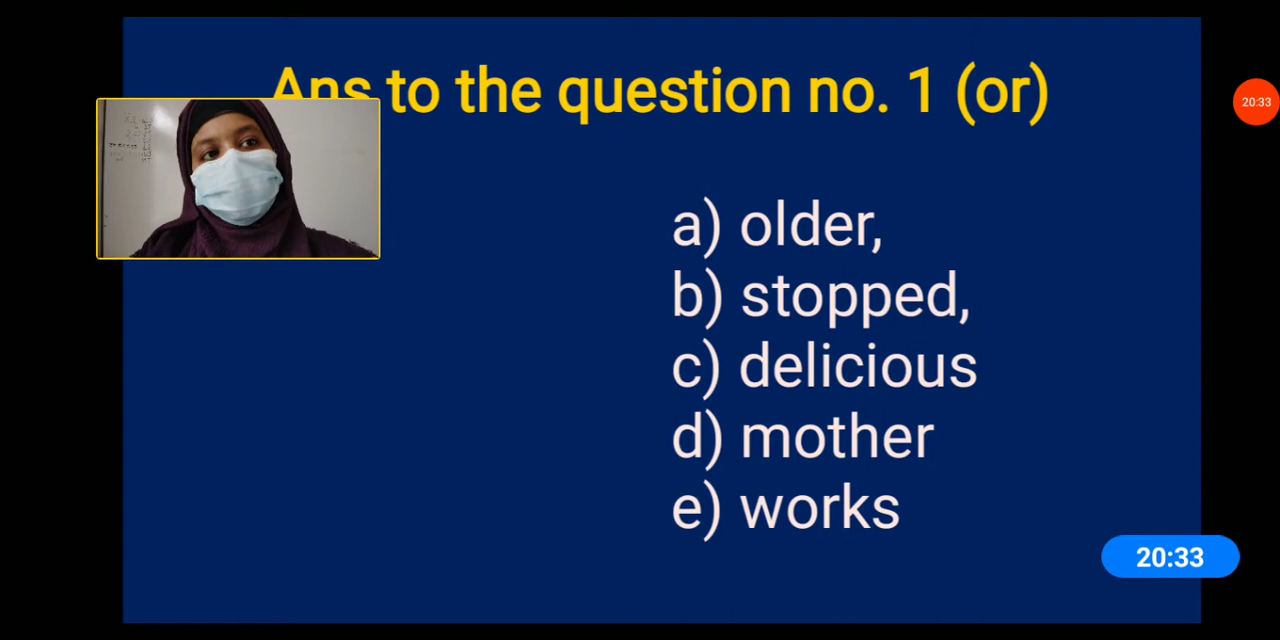 Ans to the question no. 1 (or)
20:33
a) older,
b) stopped,
c) delicious
d) mother
e) works
20:33